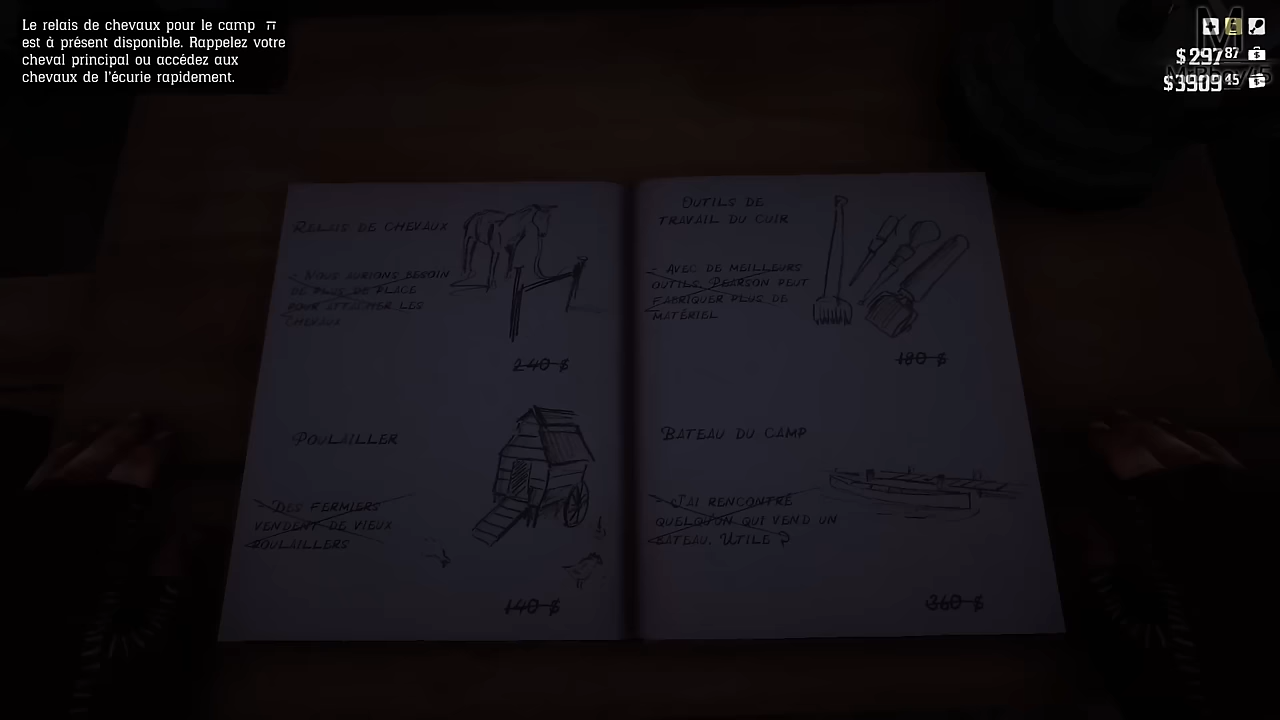 Le relais de chevaux pour le camp
est à présent disponible. Rappelez votre
cheval principal ou accédez aux
chevaux de l'écurie rapidement.
$297 87
$3909 45
RELAIS DE CHEVAUX
- NOUS AURIONS BESOIN
DE PLUS DE PLACE
POUR ATTACHER LES
CHEVAUX
240 $
POULAILLER
- DES FERMIERS
VENDENT DE VIEUX
POULAILLERS
140 $
OUTILS DE
TRAVAIL DU CUIR
- AVEC DE MEILLEURS
OUTILS, PEARSON PEUT
FABRIQUER PLUS DE
MATÉRIEL
180 $
BATEAU DU CAMP
- J'AI RENCONTRÉ
QUELQU'UN QUI VEND UN
BATEAU. UTILE ?
360 $